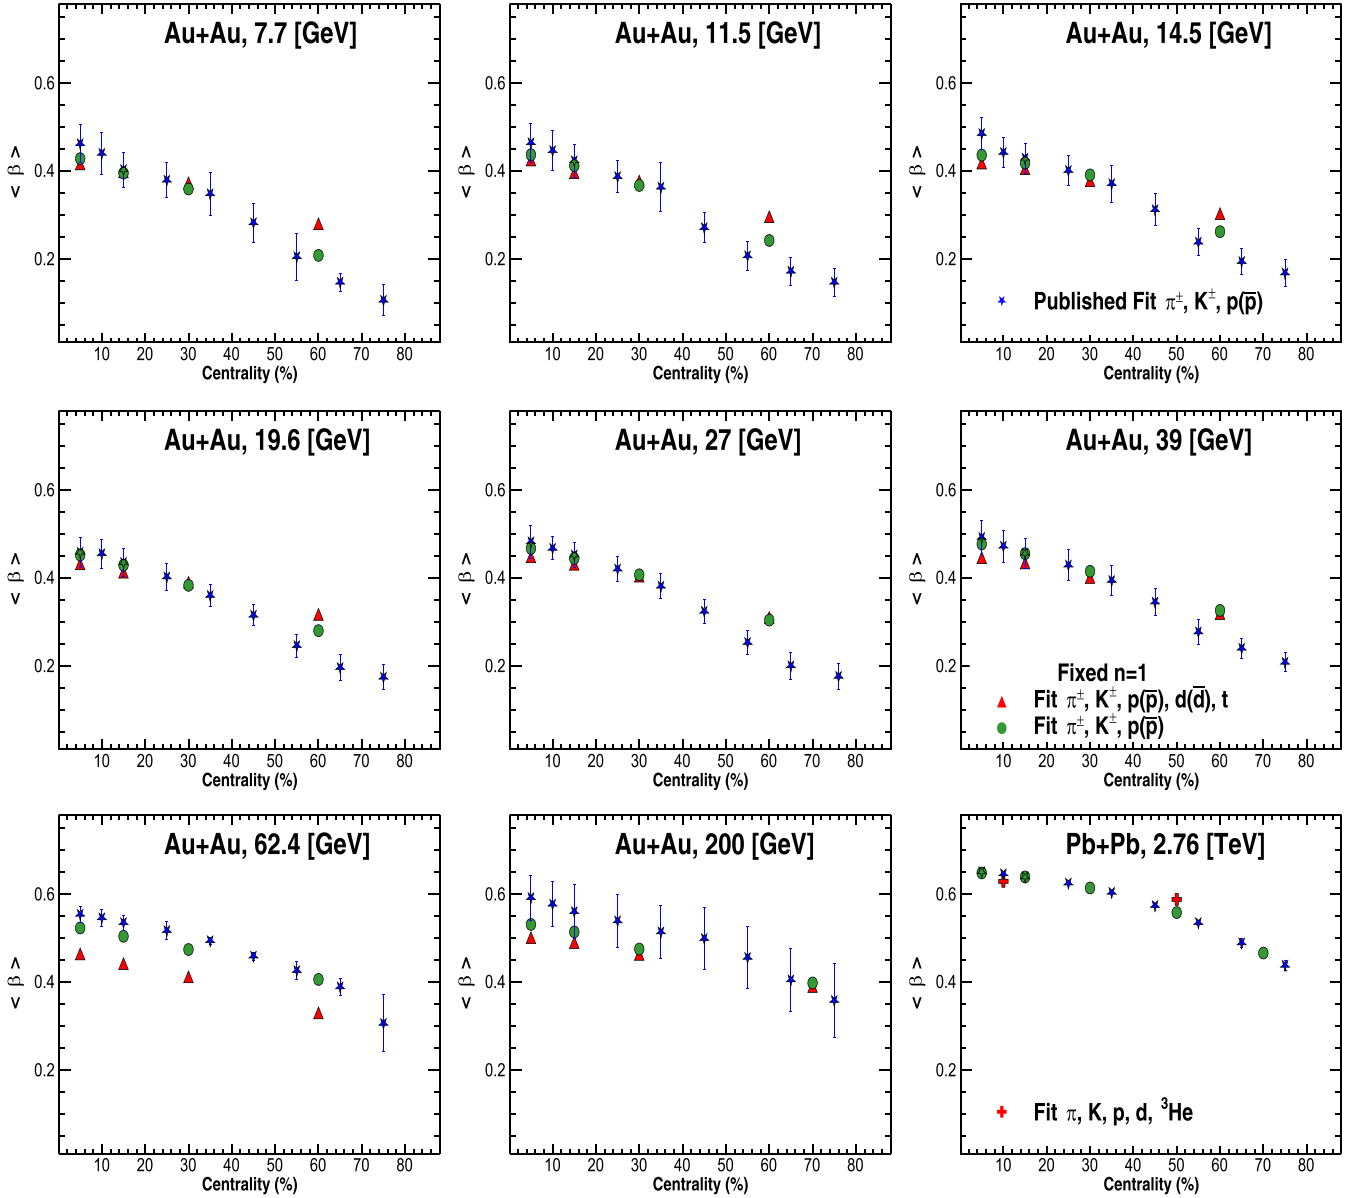 Au+Au, 7.7 [GeV]
0.6
0.4
0.2
< β >
10 20 30 40 50 60 70 80
Centrality (%)
Au+Au, 11.5 [GeV]
0.6
0.4
0.2
< β >
10 20 30 40 50 60 70 80
Centrality (%)
Au+Au, 14.5 [GeV]
0.6
0.4
0.2
< β >
Published Fit π±, K±, p(p̅)
10 20 30 40 50 60 70 80
Centrality (%)
Au+Au, 19.6 [GeV]
0.6
0.4
0.2
< β >
10 20 30 40 50 60 70 80
Centrality (%)
Au+Au, 27 [GeV]
0.6
0.4
0.2
< β >
10 20 30 40 50 60 70 80
Centrality (%)
Au+Au, 39 [GeV]
0.6
0.4
0.2
< β >
Fixed n=1
Fit π±, K±, p(p̅), d(d̅), t
Fit π±, K±, p(p̅)
10 20 30 40 50 60 70 80
Centrality (%)
Au+Au, 62.4 [GeV]
0.6
0.4
0.2
< β >
10 20 30 40 50 60 70 80
Centrality (%)
Au+Au, 200 [GeV]
0.6
0.4
0.2
< β >
10 20 30 40 50 60 70 80
Centrality (%)
Pb+Pb, 2.76 [TeV]
0.6
0.4
0.2
< β >
Fit π, K, p, d, ³He
10 20 30 40 50 60 70 80
Centrality (%)